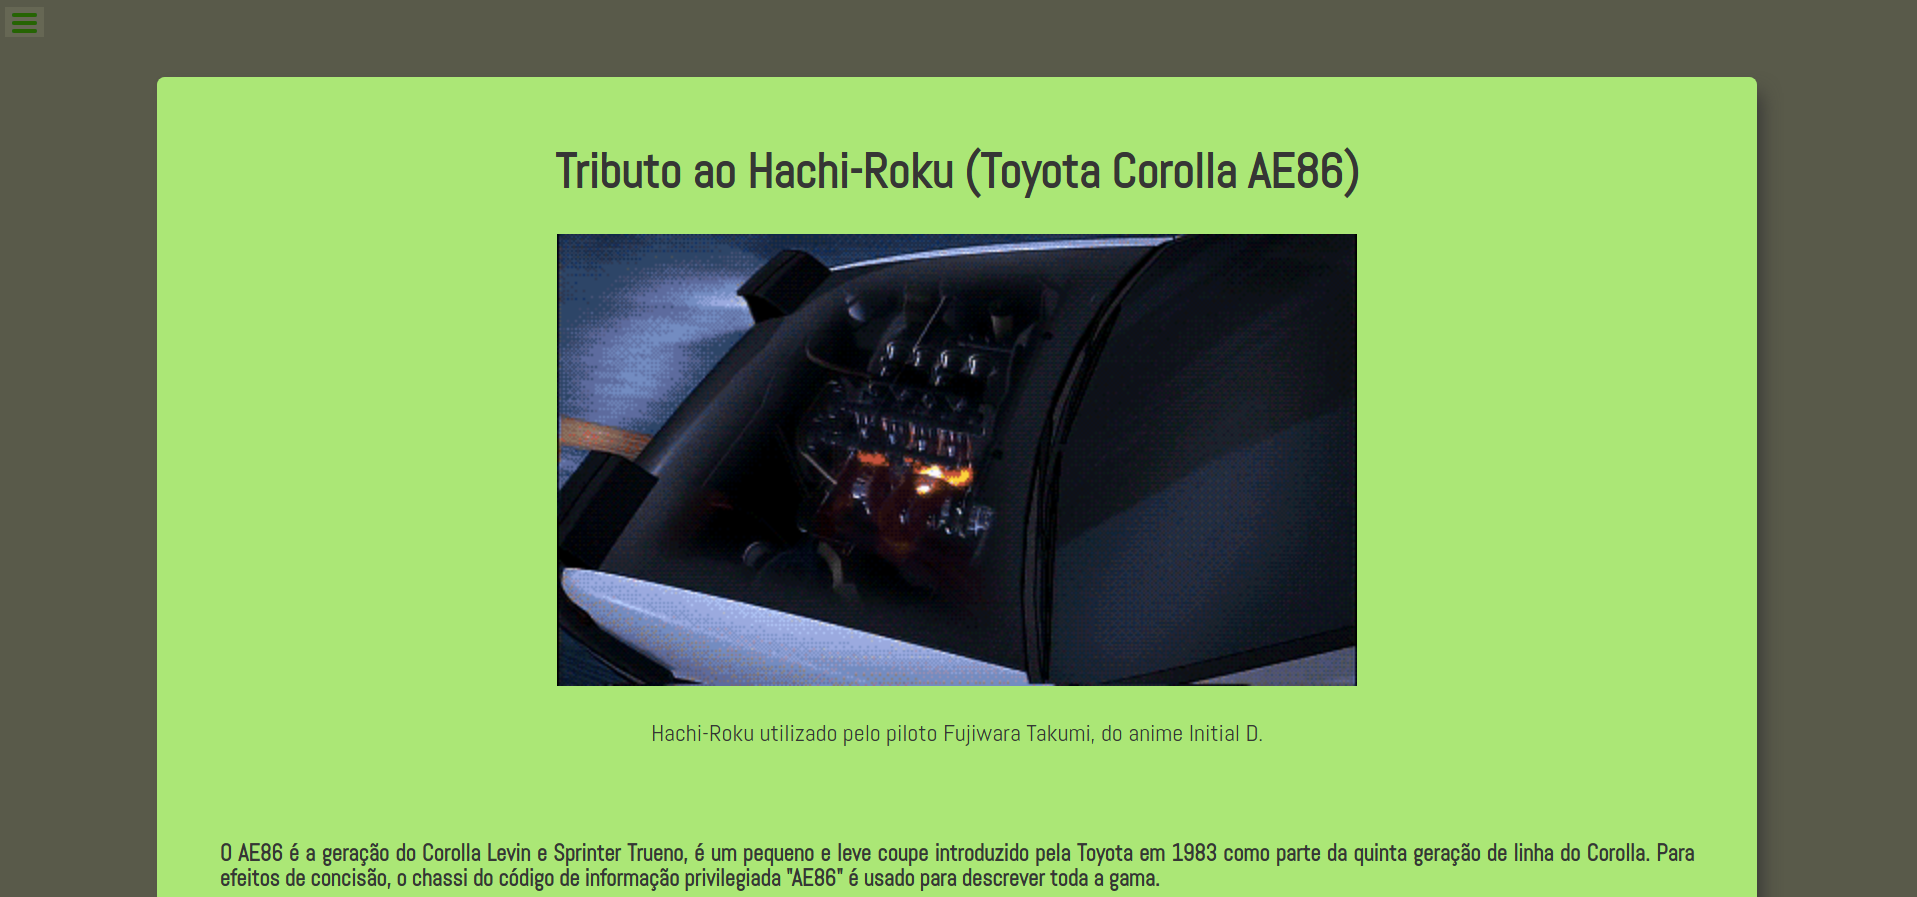 Tributo ao Hachi-Roku (Toyota Corolla AE86)
Hachi-Roku utilizado pelo piloto Fujiwara Takumi, do anime Initial D.
O AE86 é a geração do Corolla Levin e Sprinter Trueno, é um pequeno e leve coupe introduzido pela Toyota em 1983 como parte da quinta geração de linha do Corolla. Para
efeitos de concisão, o chassi do código de informação privilegiada "AE86" é usado para descrever toda a gama.